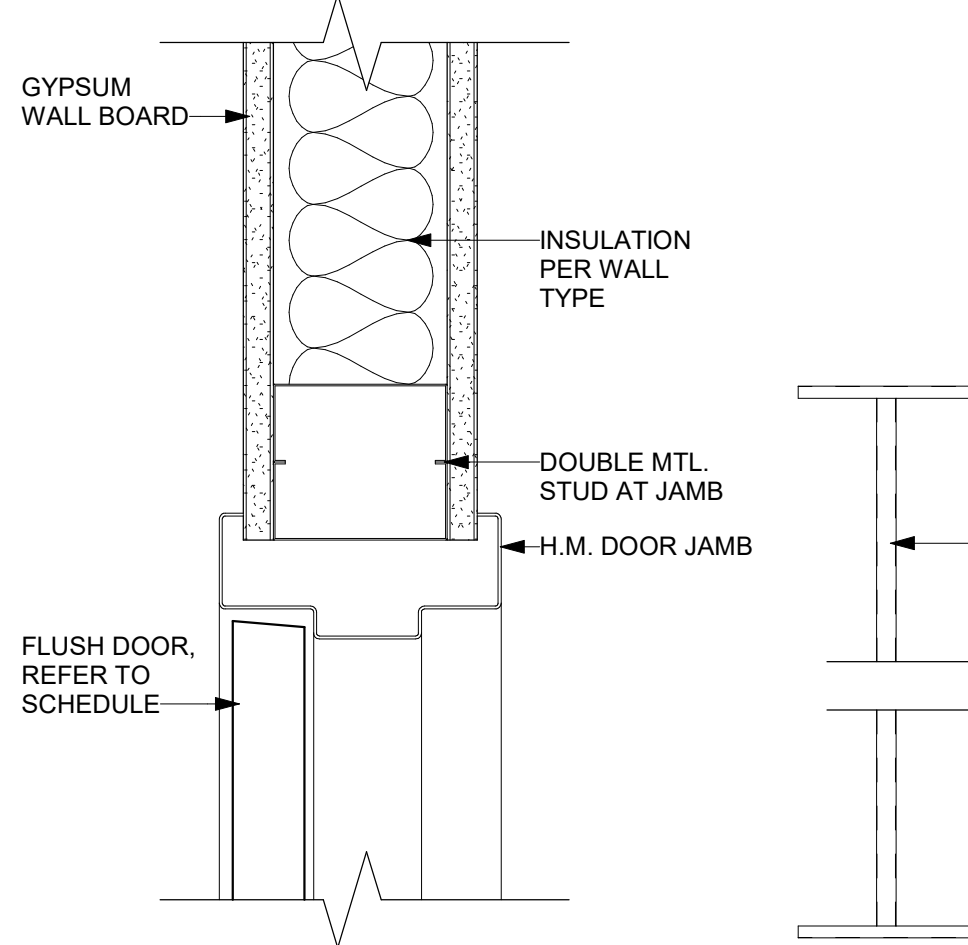 GYPSUM
WALL BOARD
INSULATION
PER WALL
TYPE
DOUBLE MTL.
STUD AT JAMB
H.M. DOOR JAMB
FLUSH DOOR,
REFER TO
SCHEDULE